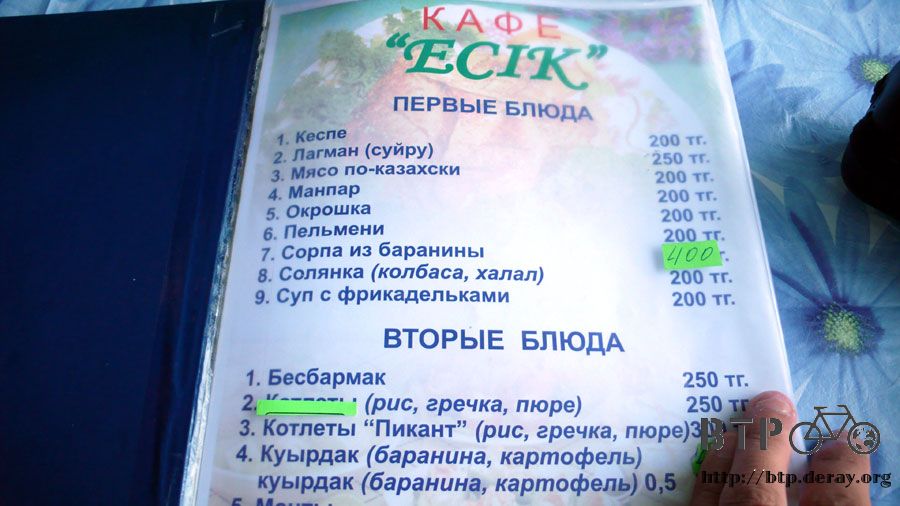 КАФЕ
"ЕСІК"
ПЕРВЫЕ БЛЮДА
1. Кеспе 200 тг.
2. Лагман (суйру) 250 тг.
3. Мясо по-казахски 200 тг.
4. Манпар 200 тг.
5. Окрошка 200 тг.
6. Пельмени 200 тг.
7. Сорпа из баранины 400
8. Солянка (колбаса, халал) 200 тг.
9. Суп с фрикадельками 200 тг.
ВТОРЫЕ БЛЮДА
1. Бесбармак 250 тг.
2. (рис, гречка, пюре) 250 тг.
3. Котлеты "Пикант" (рис, гречка, пюре)
4. Куырдак (баранина, картофель)
куырдак (баранина, картофель) 0,5
5. Манты
BTP
http://btp.deray.org